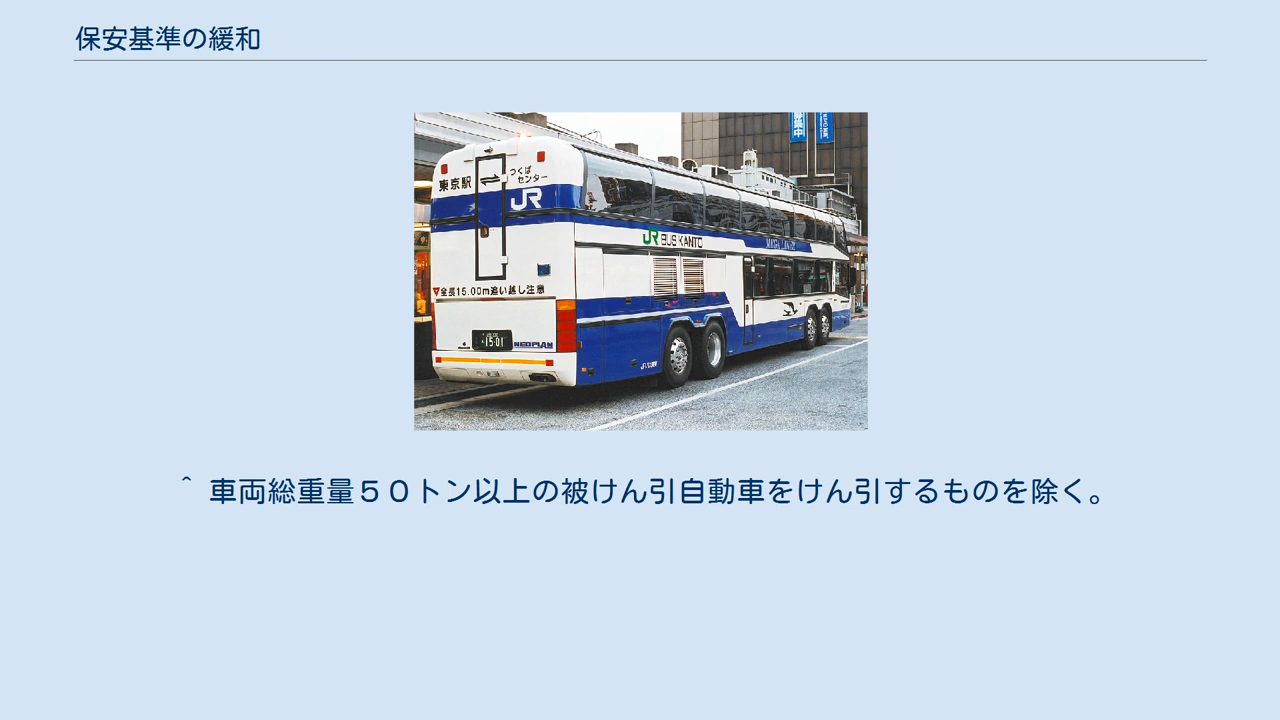 保安基準の緩和
東京駅
つくば
センター
JR
JR BUS KANTO
▼全長15.00m追い越し注意
・1501
NEOPLAN
＾ 車両総重量５０トン以上の被けん引自動車をけん引するものを除く。